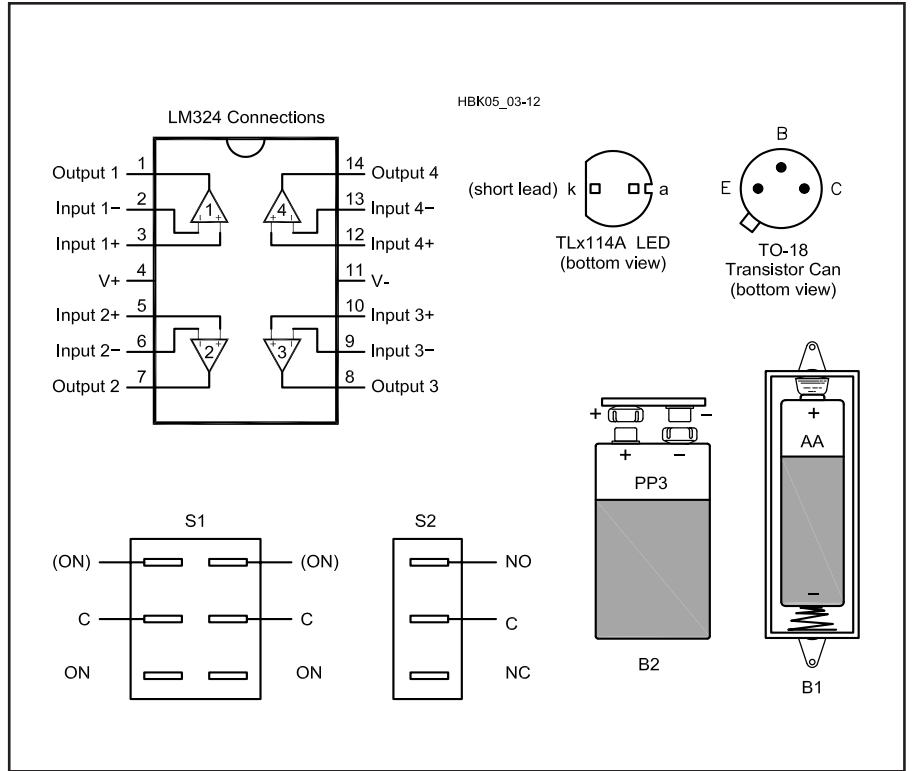 HBK05_03-12
LM324 Connections
Output 1 1
Input 1− 2
Input 1+ 3
V+ 4
Input 2+ 5
Input 2− 6
Output 2 7
14 Output 4
13 Input 4−
12 Input 4+
11 V-
10 Input 3+
9 Input 3−
8 Output 3
1
4
2
3
− +
+ −
− +
+ −
(short lead) k a
TLx114A LED
(bottom view)
B
E C
TO-18
Transistor Can
(bottom view)
S1
(ON) (ON)
C C
ON ON
S2
NO
C
NC
+ −
+ −
PP3
B2
+
AA
−
B1